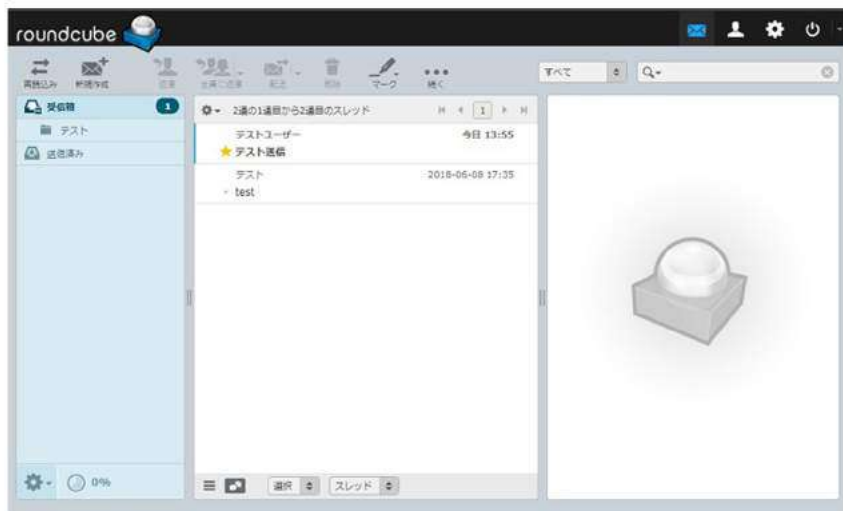 roundcube
再読込み 新規作成 返信 全員に返信 転送 削除 マーク 続く
すべて
受信箱 1
テスト
送信済み
2通の1通目から2通目のスレッド 1
テストユーザー 今日 13:55
テスト送信
テスト 2018-06-08 17:35
test
0% 選択 スレッド